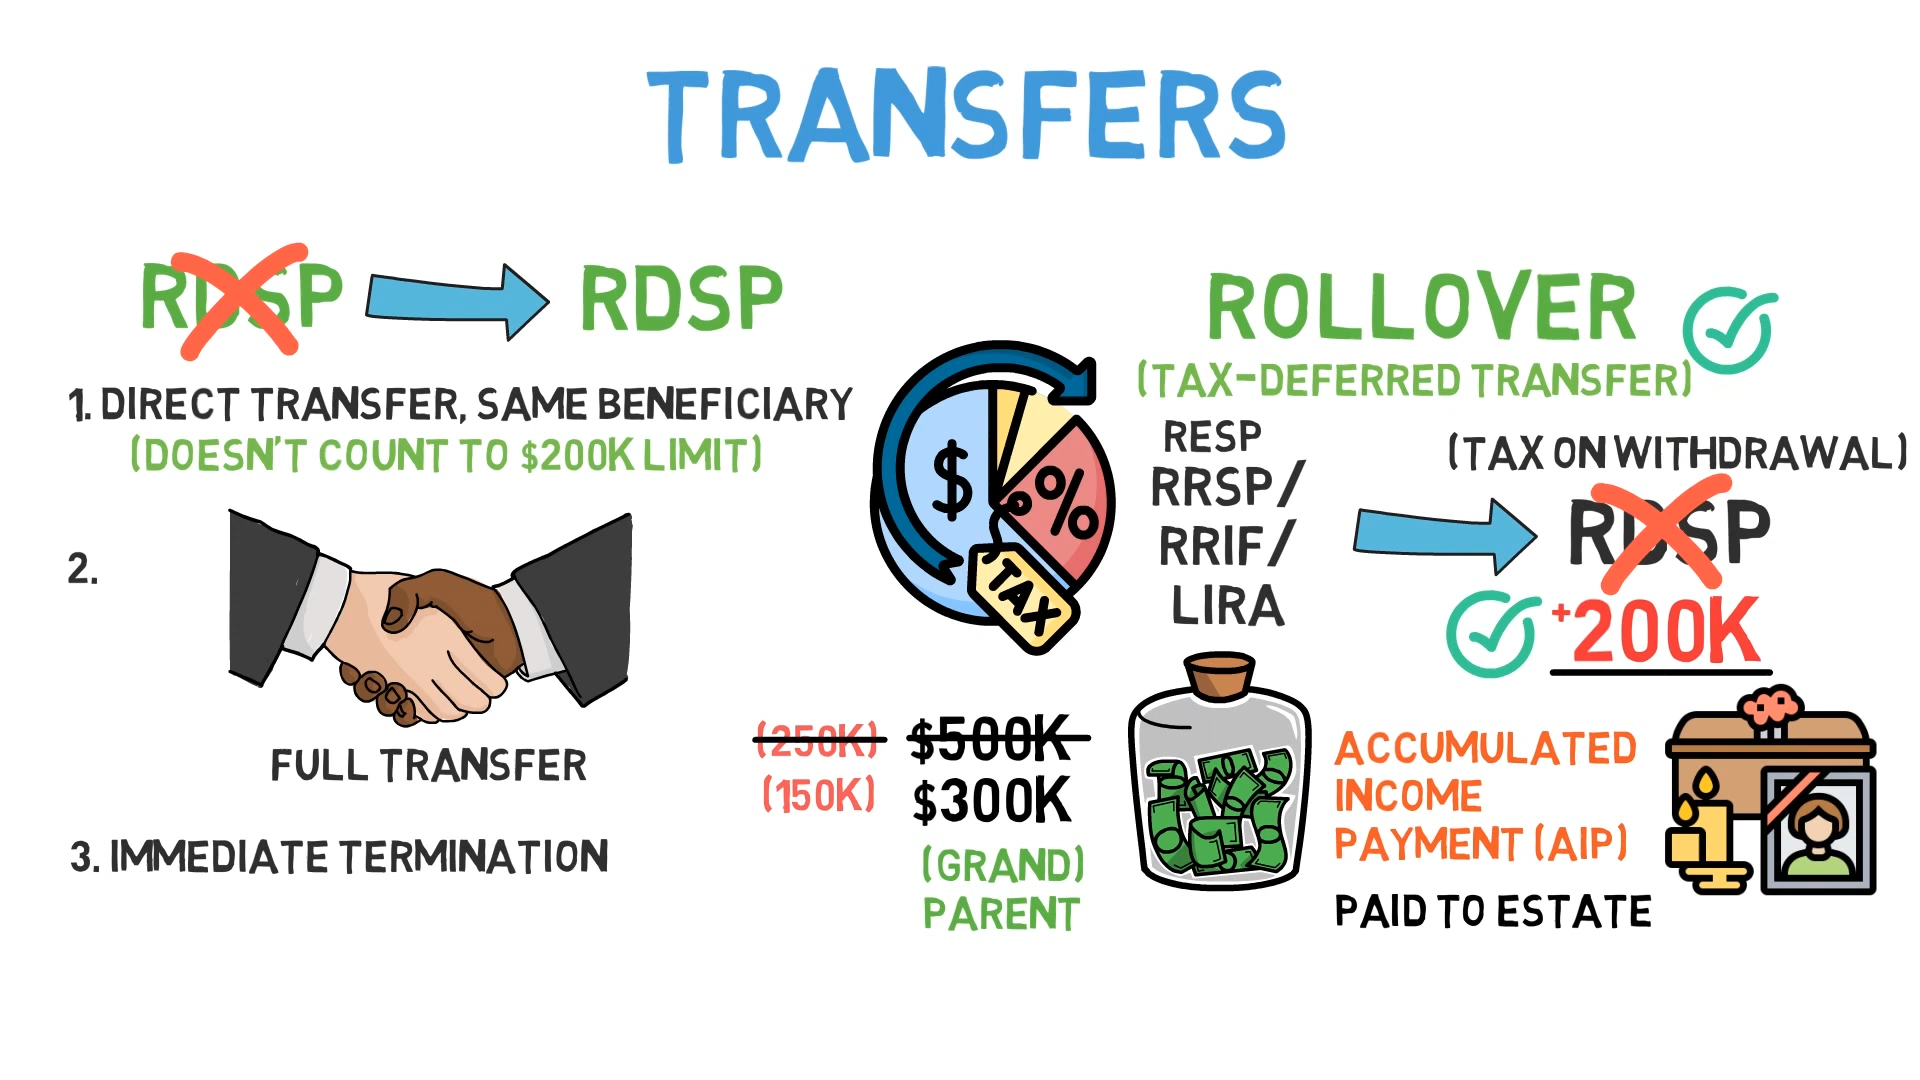 TRANSFERS
RDSP
RDSP
1. DIRECT TRANSFER, SAME BENEFICIARY
(DOESN'T COUNT TO $200K LIMIT)
2.
FULL TRANSFER
3. IMMEDIATE TERMINATION
$
%
TAX
ROLLOVER
(TAX-DEFERRED TRANSFER)
RESP
RRSP/
RRIF/
LIRA
(TAX ON WITHDRAWAL)
RDSP
+200K
(250K) $500K
(150K) $300K
(GRAND)
PARENT
ACCUMULATED
INCOME
PAYMENT (AIP)
PAID TO ESTATE